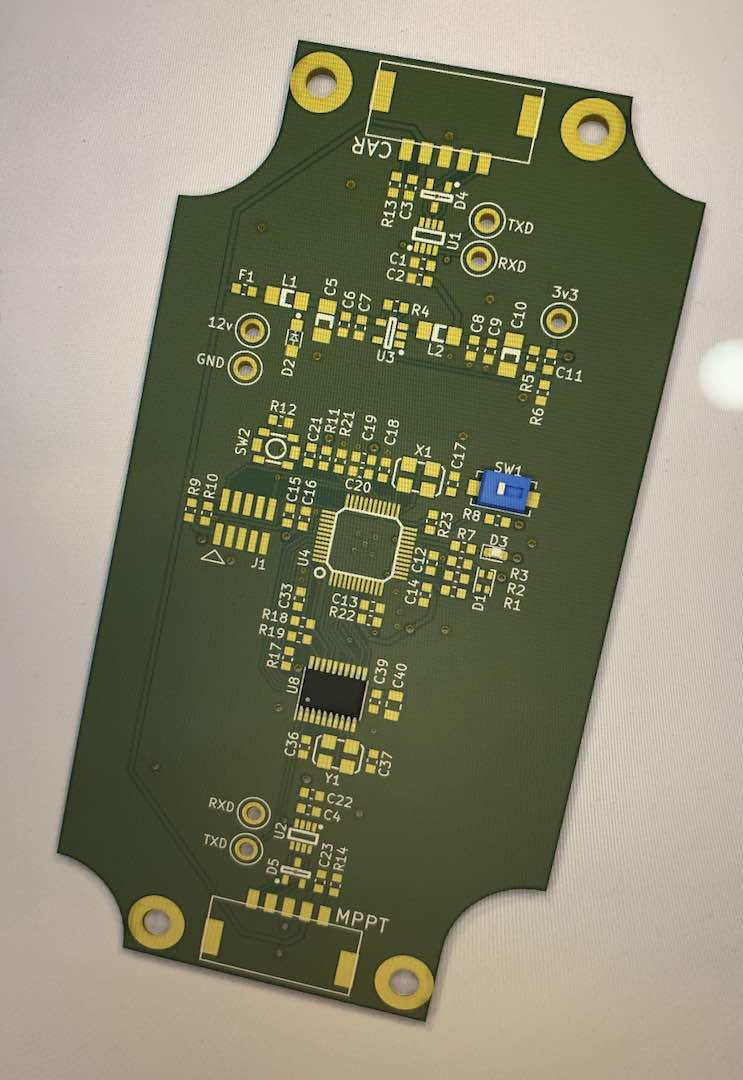 CAR
R13
C3
D4
U1
TXD
RXD
C1
C2
F1
L1
C5
C6
C7
R4
3v3
12v
GND
D2
U3
L2
C8
C9
C10
R5
R6
C11
R12
SW2
C21
R11
R21
C19
C18
C20
X1
C17
SW1
R9
R10
C15
C16
R8
R23
R7
D3
J1
U4
C12
C14
D1
R3
R2
R1
C33
C13
R22
R18
R19
R17
U8
C39
C40
C36
Y1
C37
RXD
TXD
C22
C4
U2
D5
C23
R14
MPPT